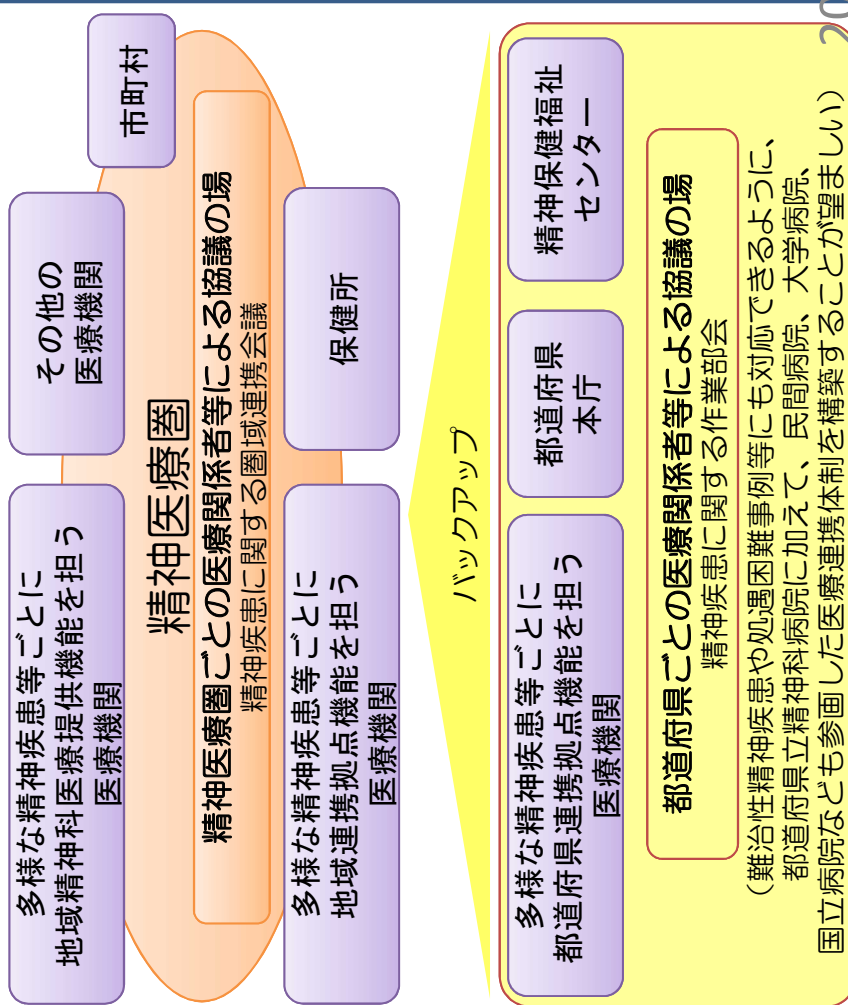 多様な精神疾患等ごとに
地域精神科医療提供機能を担う
医療機関
その他の
医療機関
市町村
精神医療圏
精神医療圏ごとの医療関係者等による協議の場
精神疾患に関する圏域連携会議
多様な精神疾患等ごとに
地域連携拠点機能を担う
医療機関
保健所
バックアップ
多様な精神疾患等ごとに
都道府県連携拠点機能を担う
医療機関
都道府県
本庁
精神保健福祉
センター
都道府県ごとの医療関係者等による協議の場
精神疾患に関する作業部会
（難治性精神疾患や処遇困難事例等にも対応できるように、
都道府県立精神科病院に加えて、民間病院、大学病院、
国立病院なども参画した医療連携体制を構築することが望ましい）